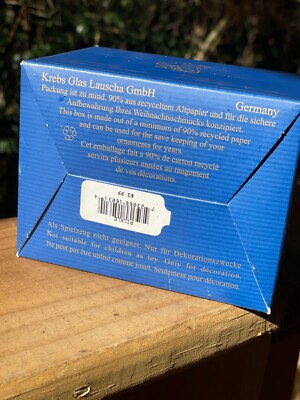 Krebs Glas Lauscha GmbH
Germany
Packung ist zu mind. 90% aus recyceltem Altpapier und für die sichere
Aufbewahrung Ihres Weihnachtsschmuckes konzipiert.
This box is made out of a minimum of 90% recycled paper
and can be used for the save keeping of your
ornaments for years
Cet emballage fait a 90% de carton recyclé
servira plusieurs années au rangement
de vos décorations.
$3.99
Als Spielzeug nicht geeignet. Nur für Dekorationszwecke
Not suitable for children as toy. Only for decoration.
Ne peut pas être utilisé comme jouet. Seulement pour décoration.